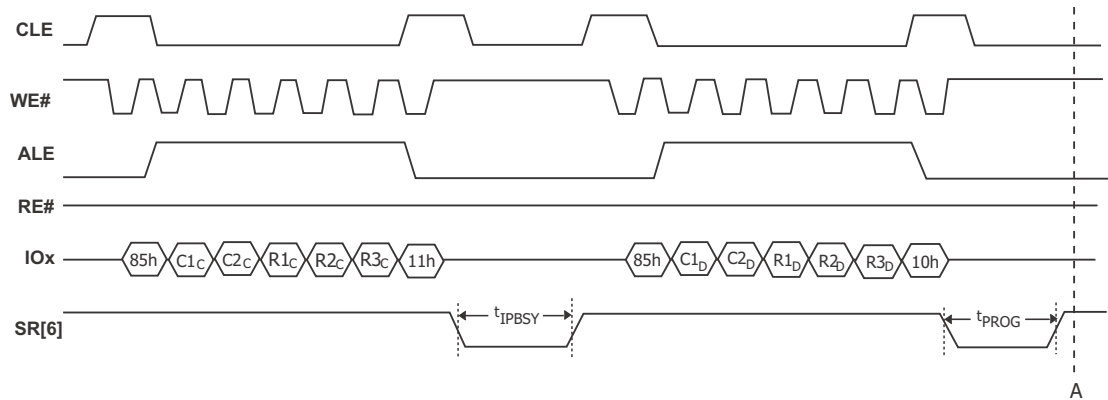 CLE
WE#
ALE
RE#
IOx 85h C1C C2C R1C R2C R3C 11h 85h C1D C2D R1D R2D R3D 10h
SR[6] tIPBSY tPROG
A